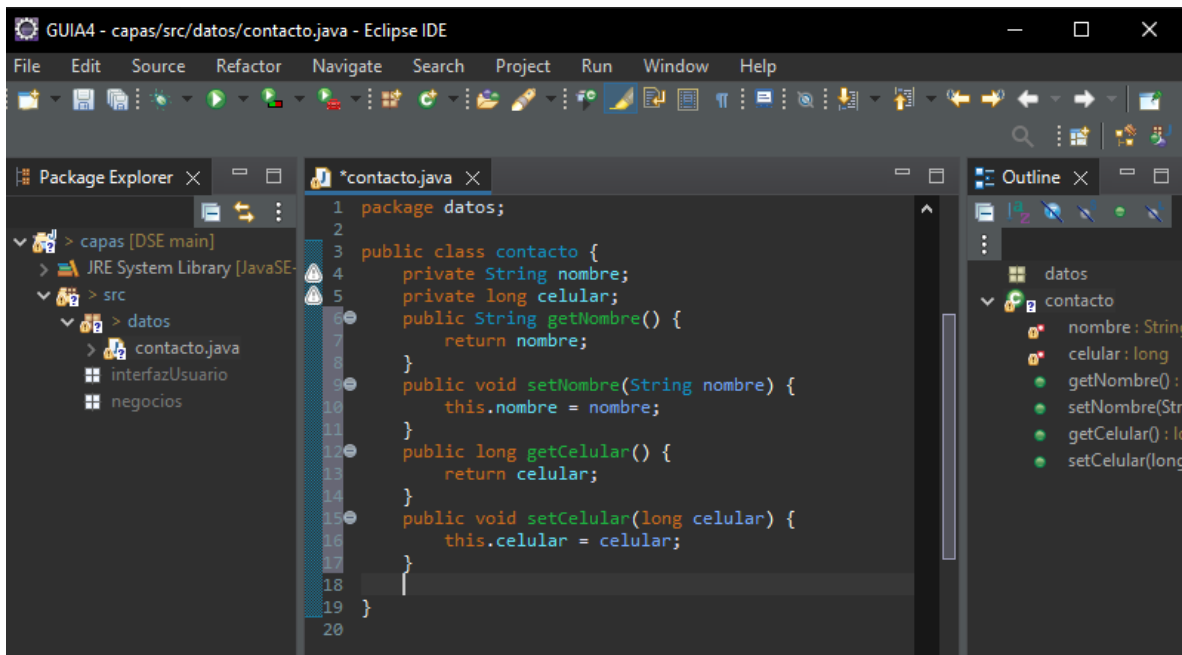 GUIA4 - capas/src/datos/contacto.java - Eclipse IDE
File Edit Source Refactor Navigate Search Project Run Window Help
Package Explorer
> capas [DSE main]
JRE System Library [JavaSE-
> src
> datos
contacto.java
interfazUsuario
negocios
*contacto.java
1 package datos;
2
3 public class contacto {
4 private String nombre;
5 private long celular;
6 public String getNombre() {
7 return nombre;
8 }
9 public void setNombre(String nombre) {
10 this.nombre = nombre;
11 }
12 public long getCelular() {
13 return celular;
14 }
15 public void setCelular(long celular) {
16 this.celular = celular;
17 }
18
19 }
20
Outline
datos
contacto
nombre : String
celular : long
getNombre() :
setNombre(Str
getCelular() : lo
setCelular(long